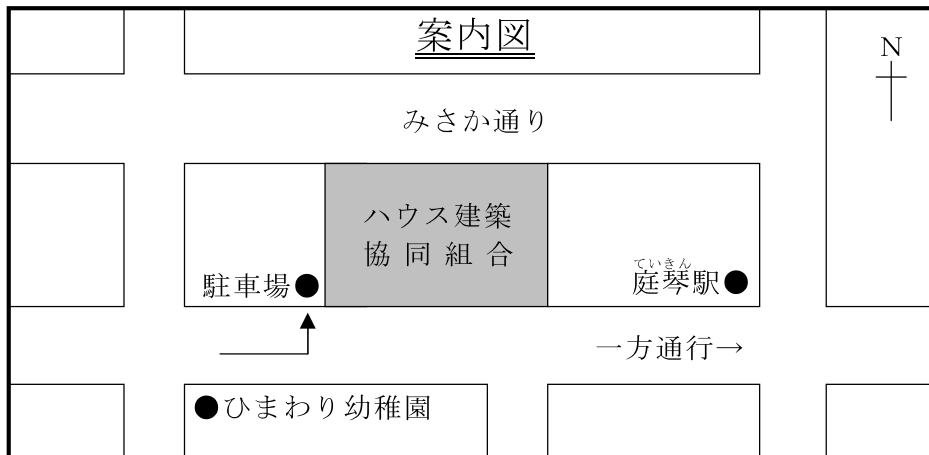 案内図
N
みさか通り
ハウス建築
協同組合
駐車場●
ていきん
庭琴駅●
一方通行→
●ひまわり幼稚園